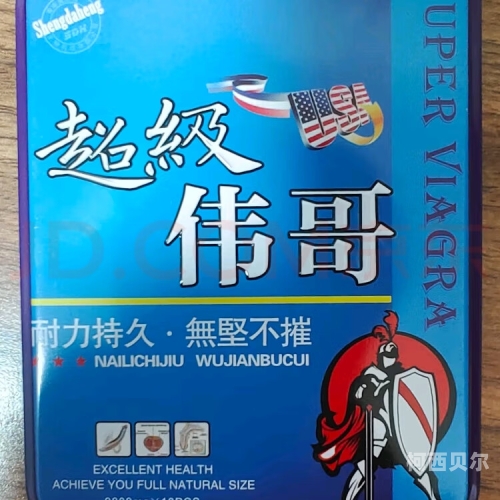 Shengdaheng
SDH
SUPER VIAGRA
USA
超級
伟哥
耐力持久·無堅不摧
NAILICHIJIU WUJIANBUCUI
EXCELLENT HEALTH
ACHIEVE YOU FULL NATURAL SIZE
柯西贝尔